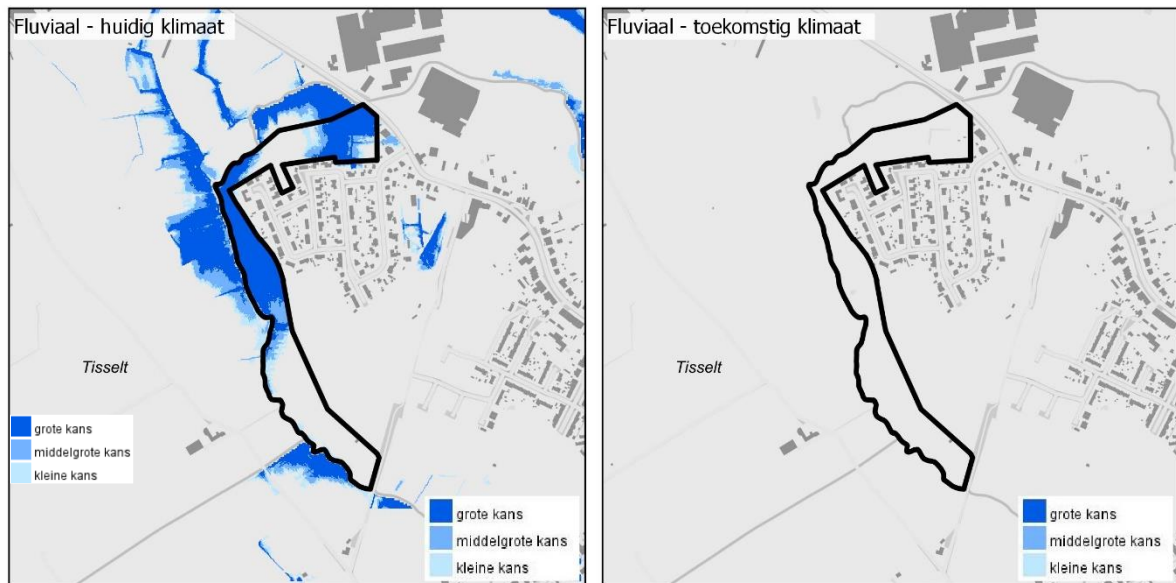 Fluviaal - huidig klimaat
Tisselt
grote kans
middelgrote kans
kleine kans
grote kans
middelgrote kans
kleine kans
Fluviaal - toekomstig klimaat
Tisselt
grote kans
middelgrote kans
kleine kans